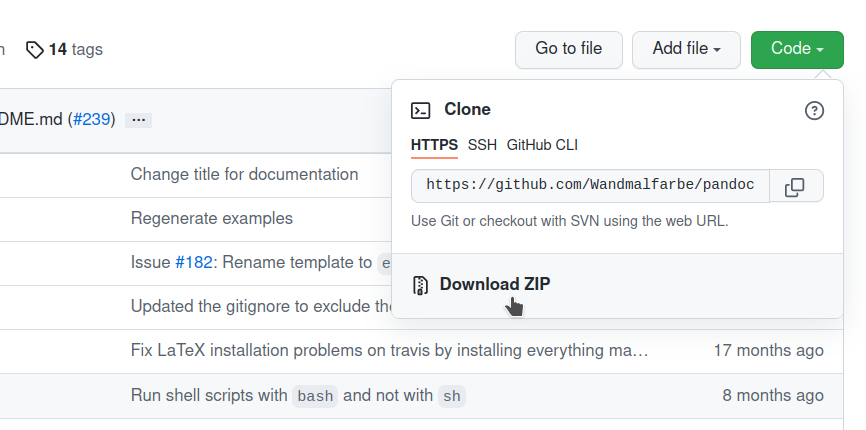 14 tags
Go to file
Add file
Code
DME.md (#239) ...
Clone
HTTPS SSH GitHub CLI
https://github.com/Wandmalfarbe/pandoc
Use Git or checkout with SVN using the web URL.
Download ZIP
Change title for documentation
Regenerate examples
Issue #182: Rename template to e
Updated the gitignore to exclude the
Fix LaTeX installation problems on travis by installing everything ma… 17 months ago
Run shell scripts with bash and not with sh 8 months ago